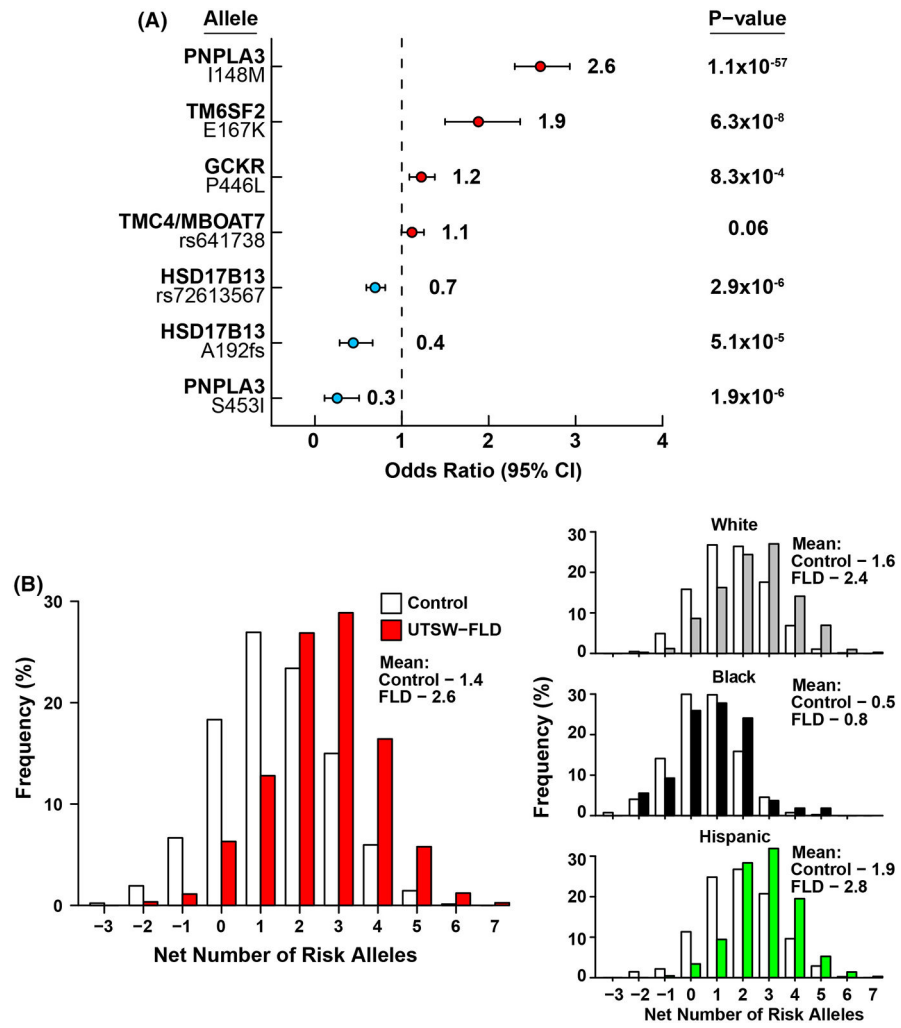 (A) Allele P-value
PNPLA3
I148M
2.6 1.1x10-57
TM6SF2
E167K
1.9 6.3x10-8
GCKR
P446L
1.2 8.3x10-4
TMC4/MBOAT7
rs641738
1.1 0.06
HSD17B13
rs72613567
0.7 2.9x10-6
HSD17B13
A192fs
0.4 5.1x10-5
PNPLA3
S453I
0.3 1.9x10-6
0 1 2 3 4
Odds Ratio (95% CI)
(B)
Control
UTSW−FLD
Mean:
Control − 1.4
FLD − 2.6
Frequency (%)
30
20
10
0
−3 −2 −1 0 1 2 3 4 5 6 7
Net Number of Risk Alleles
White
Mean:
Control − 1.6
FLD − 2.4
30
20
10
0
Black
Mean:
Control − 0.5
FLD − 0.8
30
20
10
0
Frequency (%)
Hispanic
Mean:
Control − 1.9
FLD − 2.8
30
20
10
0
−3 −2 −1 0 1 2 3 4 5 6 7
Net Number of Risk Alleles